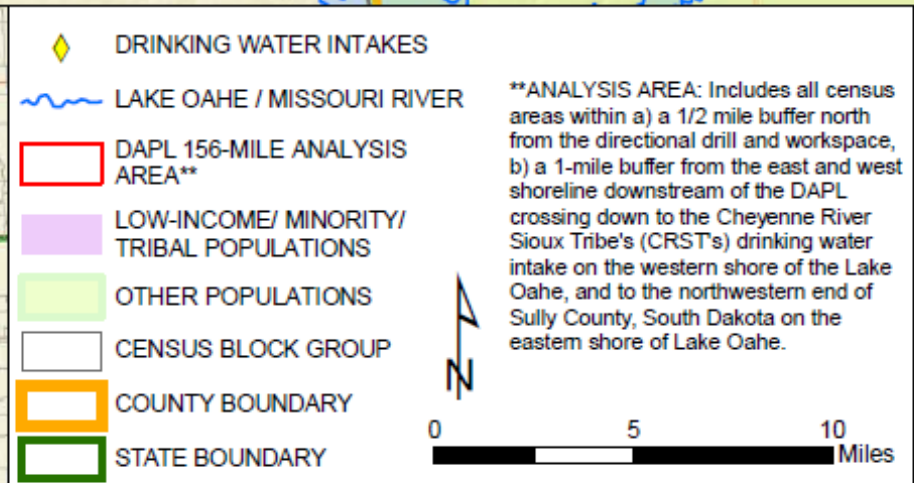 DRINKING WATER INTAKES
LAKE OAHE / MISSOURI RIVER
DAPL 156-MILE ANALYSIS
AREA**
LOW-INCOME/ MINORITY/
TRIBAL POPULATIONS
OTHER POPULATIONS
CENSUS BLOCK GROUP
COUNTY BOUNDARY
STATE BOUNDARY
**ANALYSIS AREA: Includes all census
areas within a) a 1/2 mile buffer north
from the directional drill and workspace,
b) a 1-mile buffer from the east and west
shoreline downstream of the DAPL
crossing down to the Cheyenne River
Sioux Tribe's (CRST's) drinking water
intake on the western shore of the Lake
Oahe, and to the northwestern end of
Sully County, South Dakota on the
eastern shore of Lake Oahe.
N
0 5 10
Miles